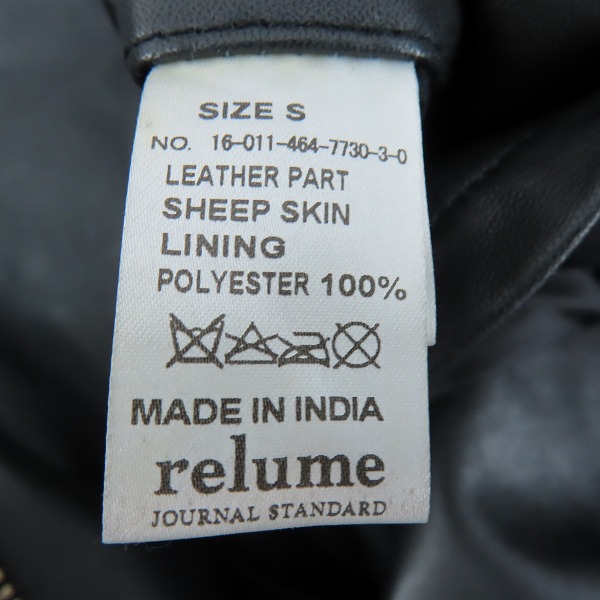 SIZE S
NO. 16-011-464-7730-3-0
LEATHER PART
SHEEP SKIN
LINING
POLYESTER 100%
MADE IN INDIA
relume
JOURNAL STANDARD